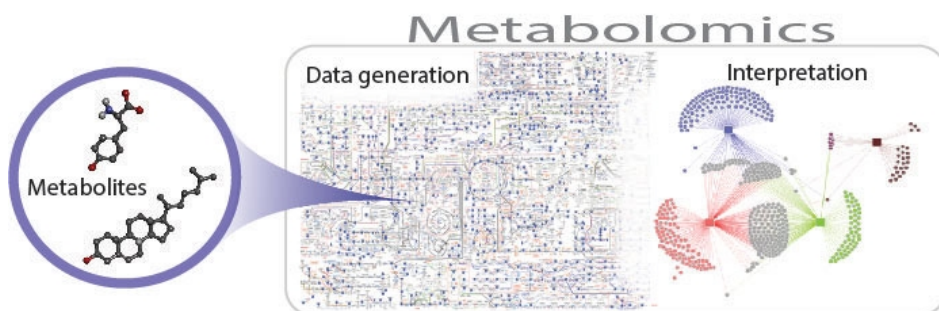 Metabolomics
Data generation
Interpretation
Metabolites